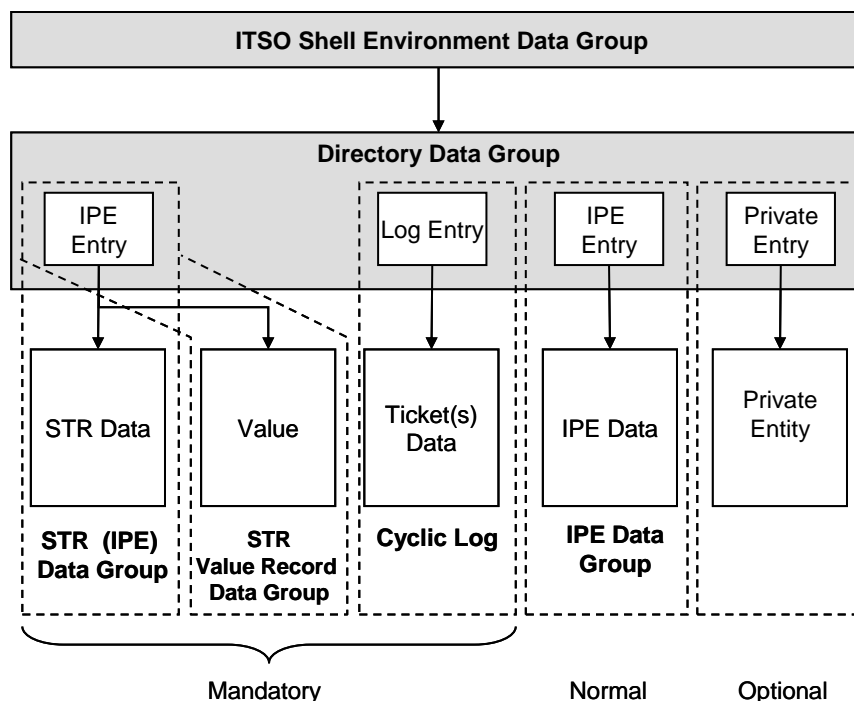 ITSO Shell Environment Data Group
Directory Data Group
IPE
Entry
Log Entry
IPE
Entry
Private
Entry
STR Data
Value
Ticket(s)
Data
IPE Data
Private
Entity
STR (IPE)
Data Group
STR
Value Record
Data Group
Cyclic Log
IPE Data
Group
Mandatory
Normal
Optional